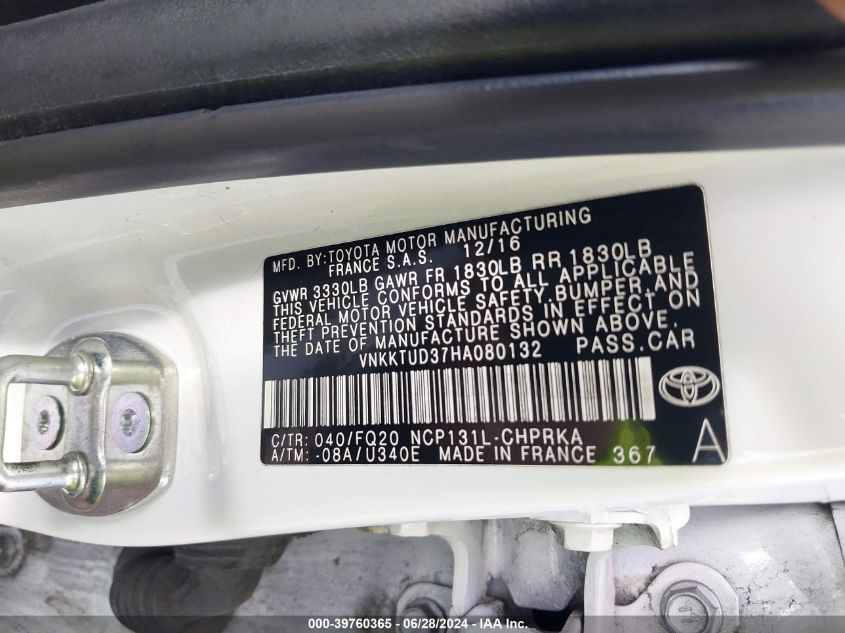 MFD. BY:TOYOTA MOTOR MANUFACTURING
FRANCE S.A.S. 12/16
GVWR 3330LB GAWR FR 1830LB RR 1830LB
THIS VEHICLE CONFORMS TO ALL APPLICABLE
FEDERAL MOTOR VEHICLE SAFETY,BUMPER,AND
THEFT PREVENTION STANDARDS IN EFFECT ON
THE DATE OF MANUFACTURE SHOWN ABOVE.
VNKKTUD37HA080132 PASS.CAR
C/TR: 040/FQ20 NCP131L-CHPRKA
A/TM: -08A/U340E MADE IN FRANCE 367
A
000-39760365 / 06/28/2024 / IAA Inc.